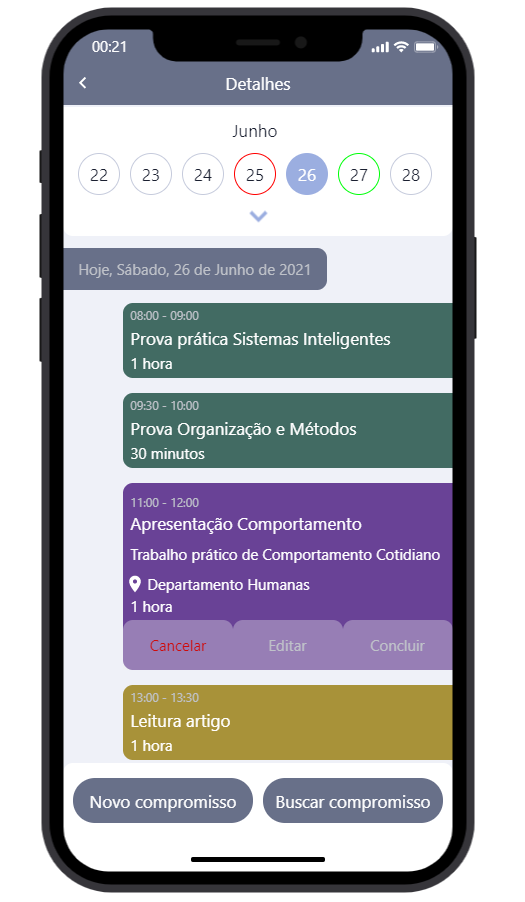 00:21
Detalhes
Junho
22 23 24 25 26 27 28
Hoje, Sábado, 26 de Junho de 2021
08:00 - 09:00
Prova prática Sistemas Inteligentes
1 hora
09:30 - 10:00
Prova Organização e Métodos
30 minutos
11:00 - 12:00
Apresentação Comportamento
Trabalho prático de Comportamento Cotidiano
Departamento Humanas
1 hora
Cancelar Editar Concluir
13:00 - 13:30
Leitura artigo
1 hora
Novo compromisso Buscar compromisso